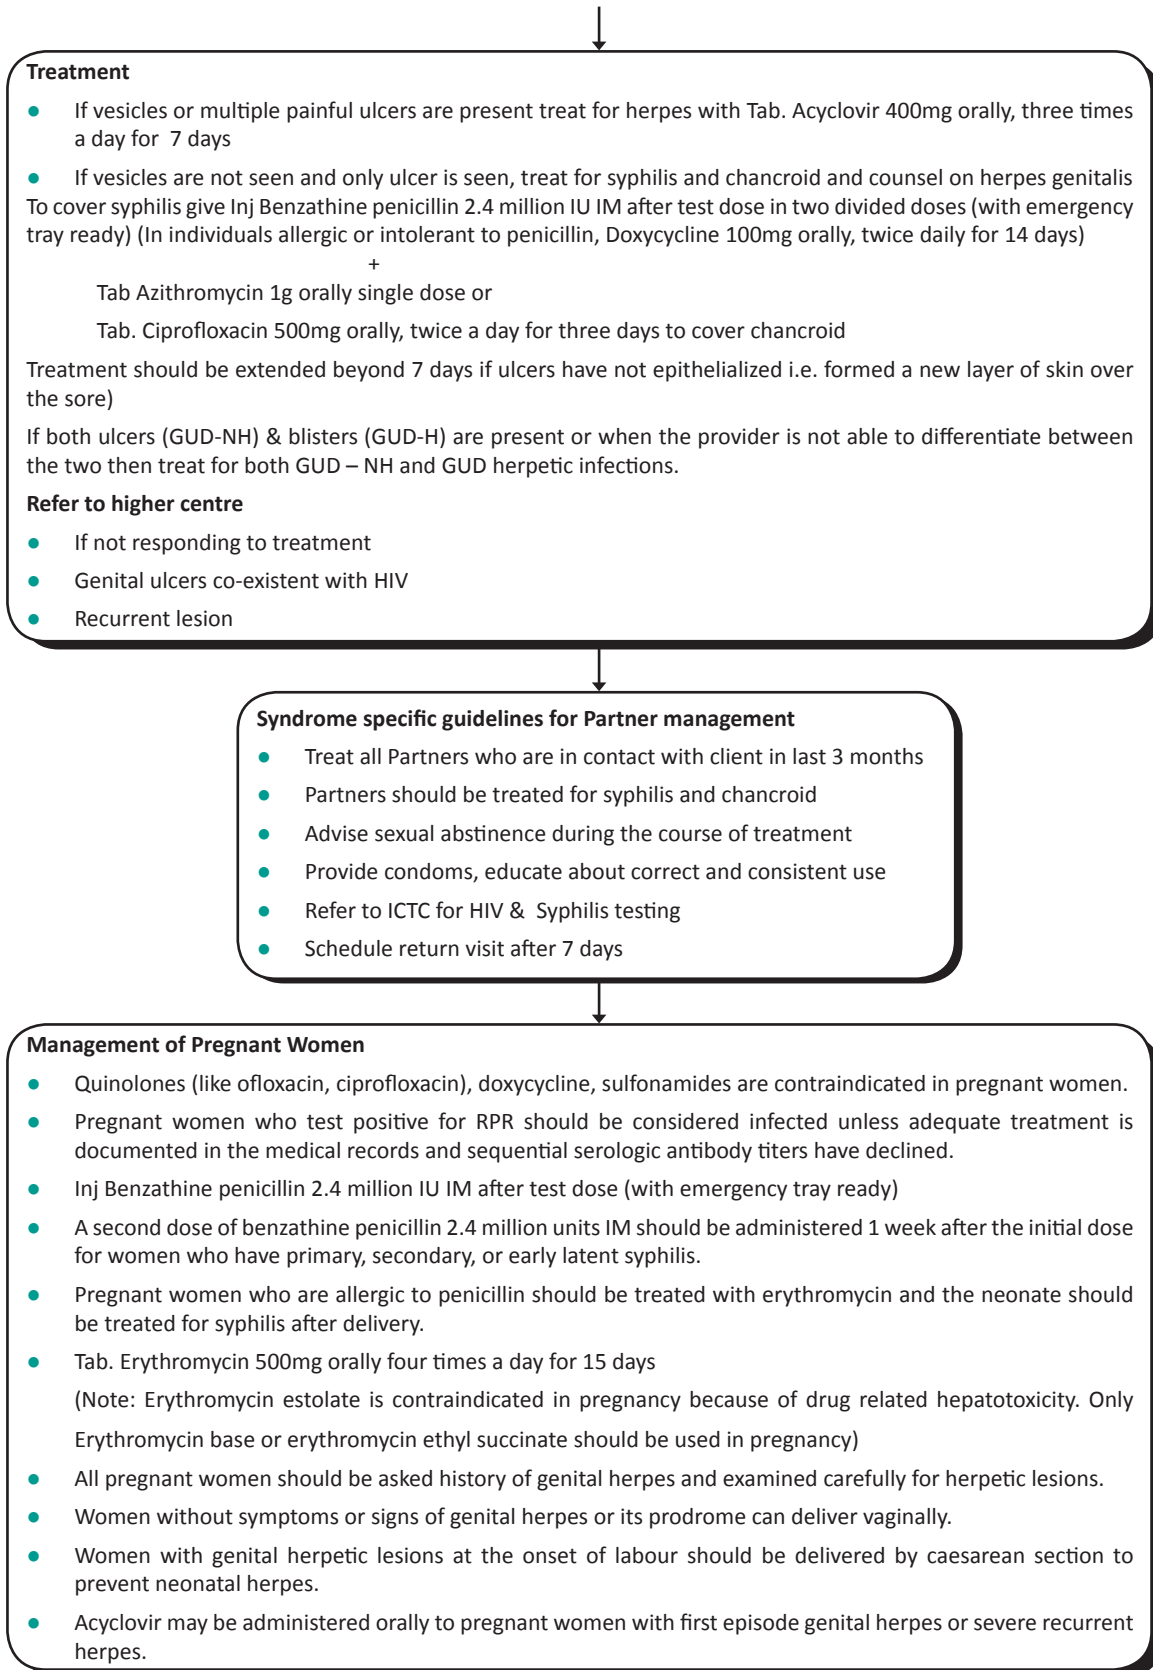 Treatment
● If vesicles or multiple painful ulcers are present treat for herpes with Tab. Acyclovir 400mg orally, three times
a day for 7 days
● If vesicles are not seen and only ulcer is seen, treat for syphilis and chancroid and counsel on herpes genitalis
To cover syphilis give Inj Benzathine penicillin 2.4 million IU IM after test dose in two divided doses (with emergency
tray ready) (In individuals allergic or intolerant to penicillin, Doxycycline 100mg orally, twice daily for 14 days)
+
Tab Azithromycin 1g orally single dose or
Tab. Ciprofloxacin 500mg orally, twice a day for three days to cover chancroid
Treatment should be extended beyond 7 days if ulcers have not epithelialized i.e. formed a new layer of skin over
the sore)
If both ulcers (GUD-NH) & blisters (GUD-H) are present or when the provider is not able to differentiate between
the two then treat for both GUD – NH and GUD herpetic infections.
Refer to higher centre
● If not responding to treatment
● Genital ulcers co-existent with HIV
● Recurrent lesion
Syndrome specific guidelines for Partner management
● Treat all Partners who are in contact with client in last 3 months
● Partners should be treated for syphilis and chancroid
● Advise sexual abstinence during the course of treatment
● Provide condoms, educate about correct and consistent use
● Refer to ICTC for HIV & Syphilis testing
● Schedule return visit after 7 days
Management of Pregnant Women
● Quinolones (like ofloxacin, ciprofloxacin), doxycycline, sulfonamides are contraindicated in pregnant women.
● Pregnant women who test positive for RPR should be considered infected unless adequate treatment is
documented in the medical records and sequential serologic antibody titers have declined.
● Inj Benzathine penicillin 2.4 million IU IM after test dose (with emergency tray ready)
● A second dose of benzathine penicillin 2.4 million units IM should be administered 1 week after the initial dose
for women who have primary, secondary, or early latent syphilis.
● Pregnant women who are allergic to penicillin should be treated with erythromycin and the neonate should
be treated for syphilis after delivery.
● Tab. Erythromycin 500mg orally four times a day for 15 days
(Note: Erythromycin estolate is contraindicated in pregnancy because of drug related hepatotoxicity. Only
Erythromycin base or erythromycin ethyl succinate should be used in pregnancy)
● All pregnant women should be asked history of genital herpes and examined carefully for herpetic lesions.
● Women without symptoms or signs of genital herpes or its prodrome can deliver vaginally.
● Women with genital herpetic lesions at the onset of labour should be delivered by caesarean section to
prevent neonatal herpes.
● Acyclovir may be administered orally to pregnant women with first episode genital herpes or severe recurrent
herpes.